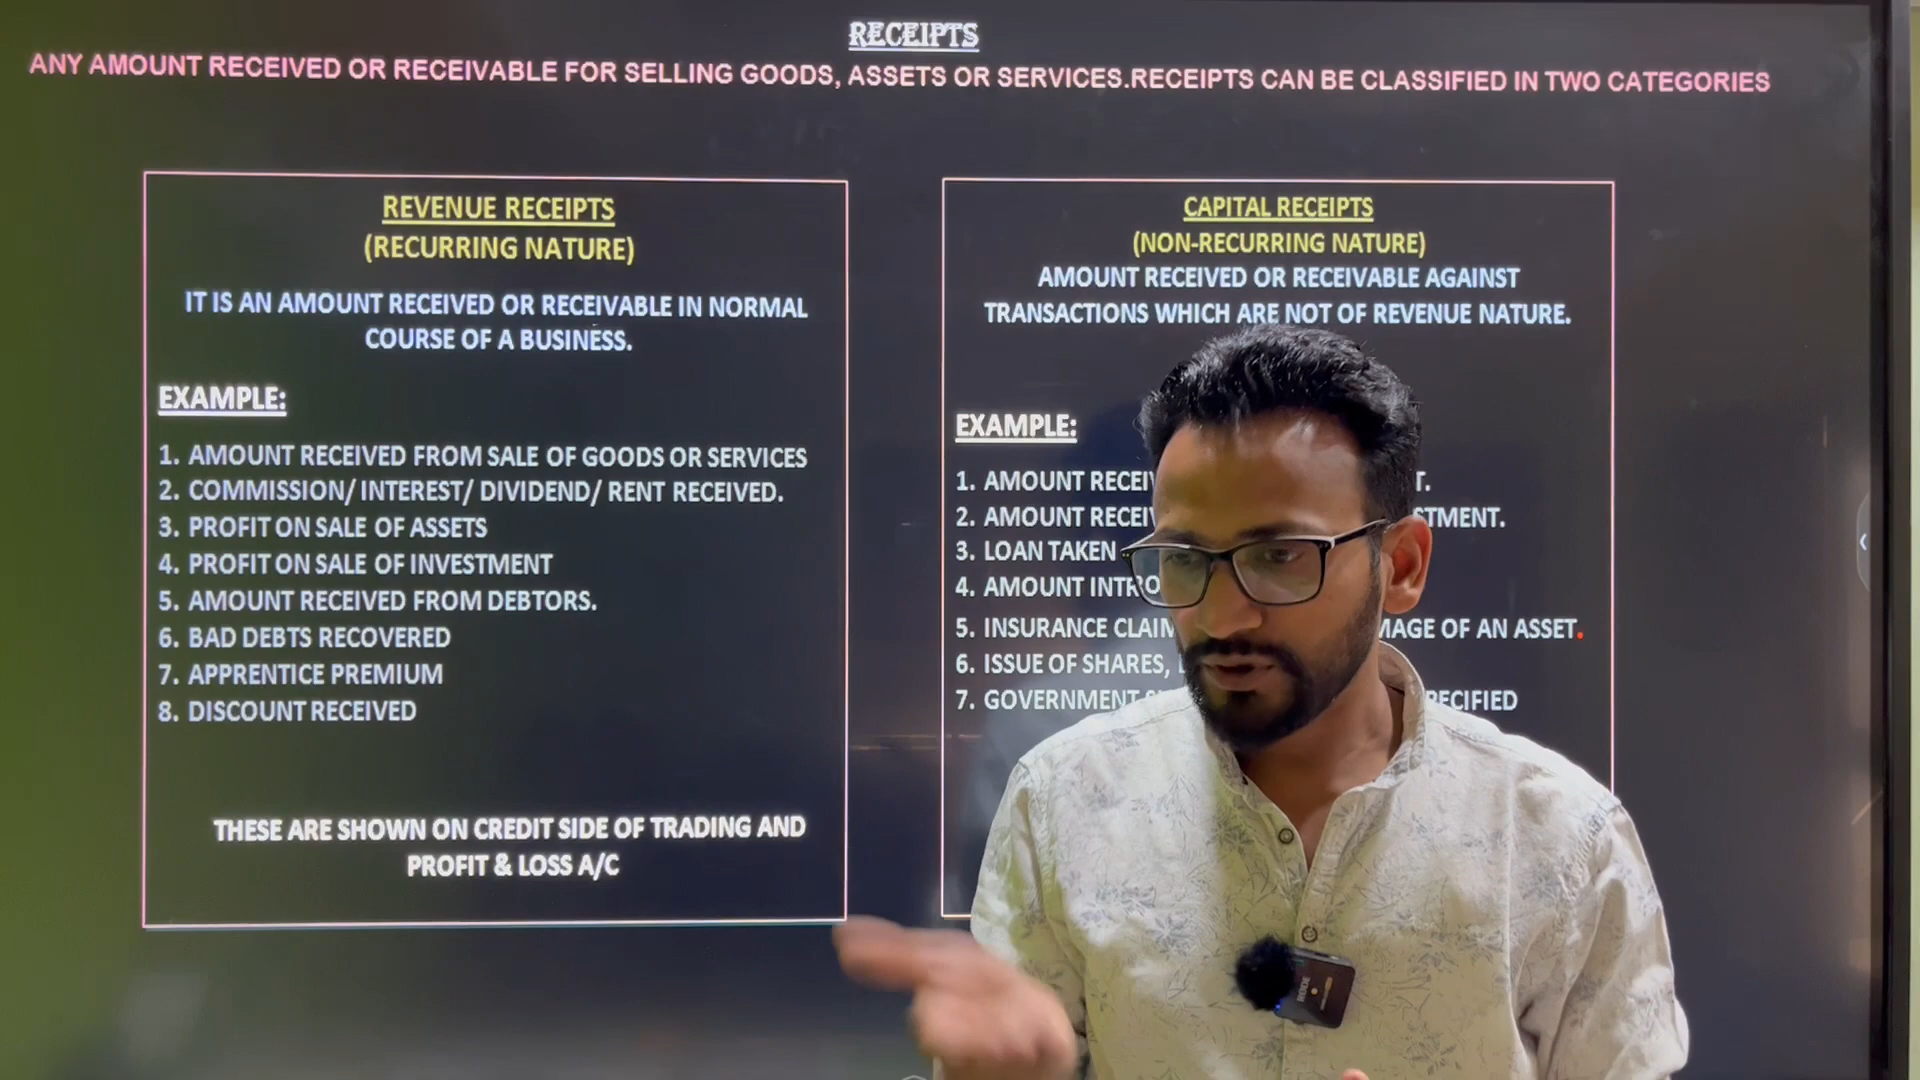 RECEIPTS
ANY AMOUNT RECEIVED OR RECEIVABLE FOR SELLING GOODS, ASSETS OR SERVICES.RECEIPTS CAN BE CLASSIFIED IN TWO CATEGORIES
REVENUE RECEIPTS
(RECURRING NATURE)
IT IS AN AMOUNT RECEIVED OR RECEIVABLE IN NORMAL
COURSE OF A BUSINESS.
EXAMPLE:
1. AMOUNT RECEIVED FROM SALE OF GOODS OR SERVICES
2. COMMISSION/ INTEREST/ DIVIDEND/ RENT RECEIVED.
3. PROFIT ON SALE OF ASSETS
4. PROFIT ON SALE OF INVESTMENT
5. AMOUNT RECEIVED FROM DEBTORS.
6. BAD DEBTS RECOVERED
7. APPRENTICE PREMIUM
8. DISCOUNT RECEIVED
THESE ARE SHOWN ON CREDIT SIDE OF TRADING AND
PROFIT & LOSS A/C
CAPITAL RECEIPTS
(NON-RECURRING NATURE)
AMOUNT RECEIVED OR RECEIVABLE AGAINST
TRANSACTIONS WHICH ARE NOT OF REVENUE NATURE.
EXAMPLE:
1. AMOUNT
2. AMOUNT
3. LOAN TAKEN
4. AMOUNT
5. INSURANCE OF AN ASSET.
6. ISSUE OF SHARES,
7. GOVERNMENT
RODE